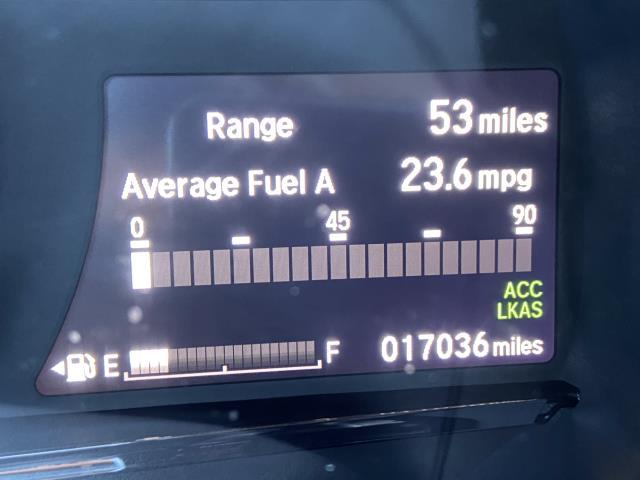 Range 53 miles
Average Fuel A 23.6 mpg
0 45 90
ACC
LKAS
E F 017036 miles